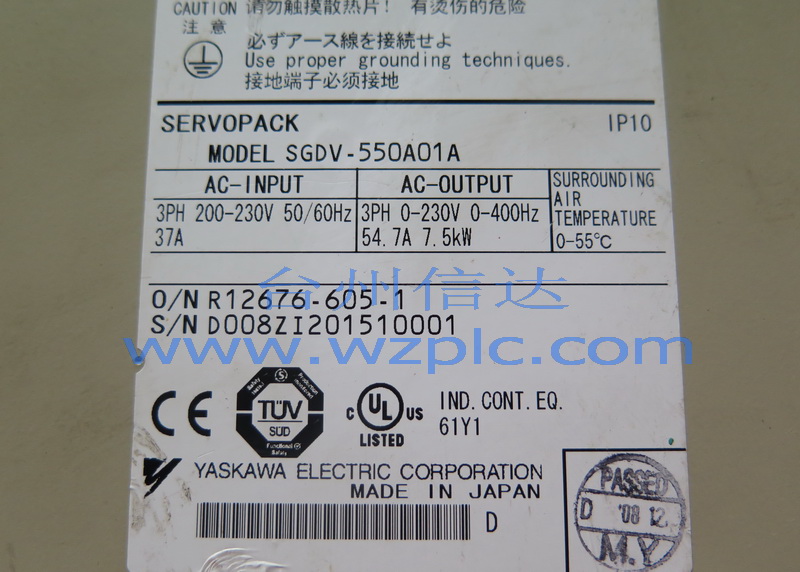 CAUTION 请勿触摸散热片！有烫伤的危险
注 意
必ずアース線を接続せよ
Use proper grounding techniques.
接地端子必须接地
SERVOPACK IP10
MODEL SGDV-550A01A
AC-INPUT AC-OUTPUT SURROUNDING AIR TEMPERATURE
3PH 200-230V 50/60Hz 3PH 0-230V 0-400Hz
37A 54.7A 7.5kW 0-55℃
台州信达
O/N R12676-605-1
S/N D008ZI201510001
www.wzplc.com
TÜV
SÜD
Functional
Safety
CE
C UL US
LISTED
IND. CONT. EQ.
61Y1
YASKAWA ELECTRIC CORPORATION
MADE IN JAPAN
D
PASSED
D '08 12
M.Y